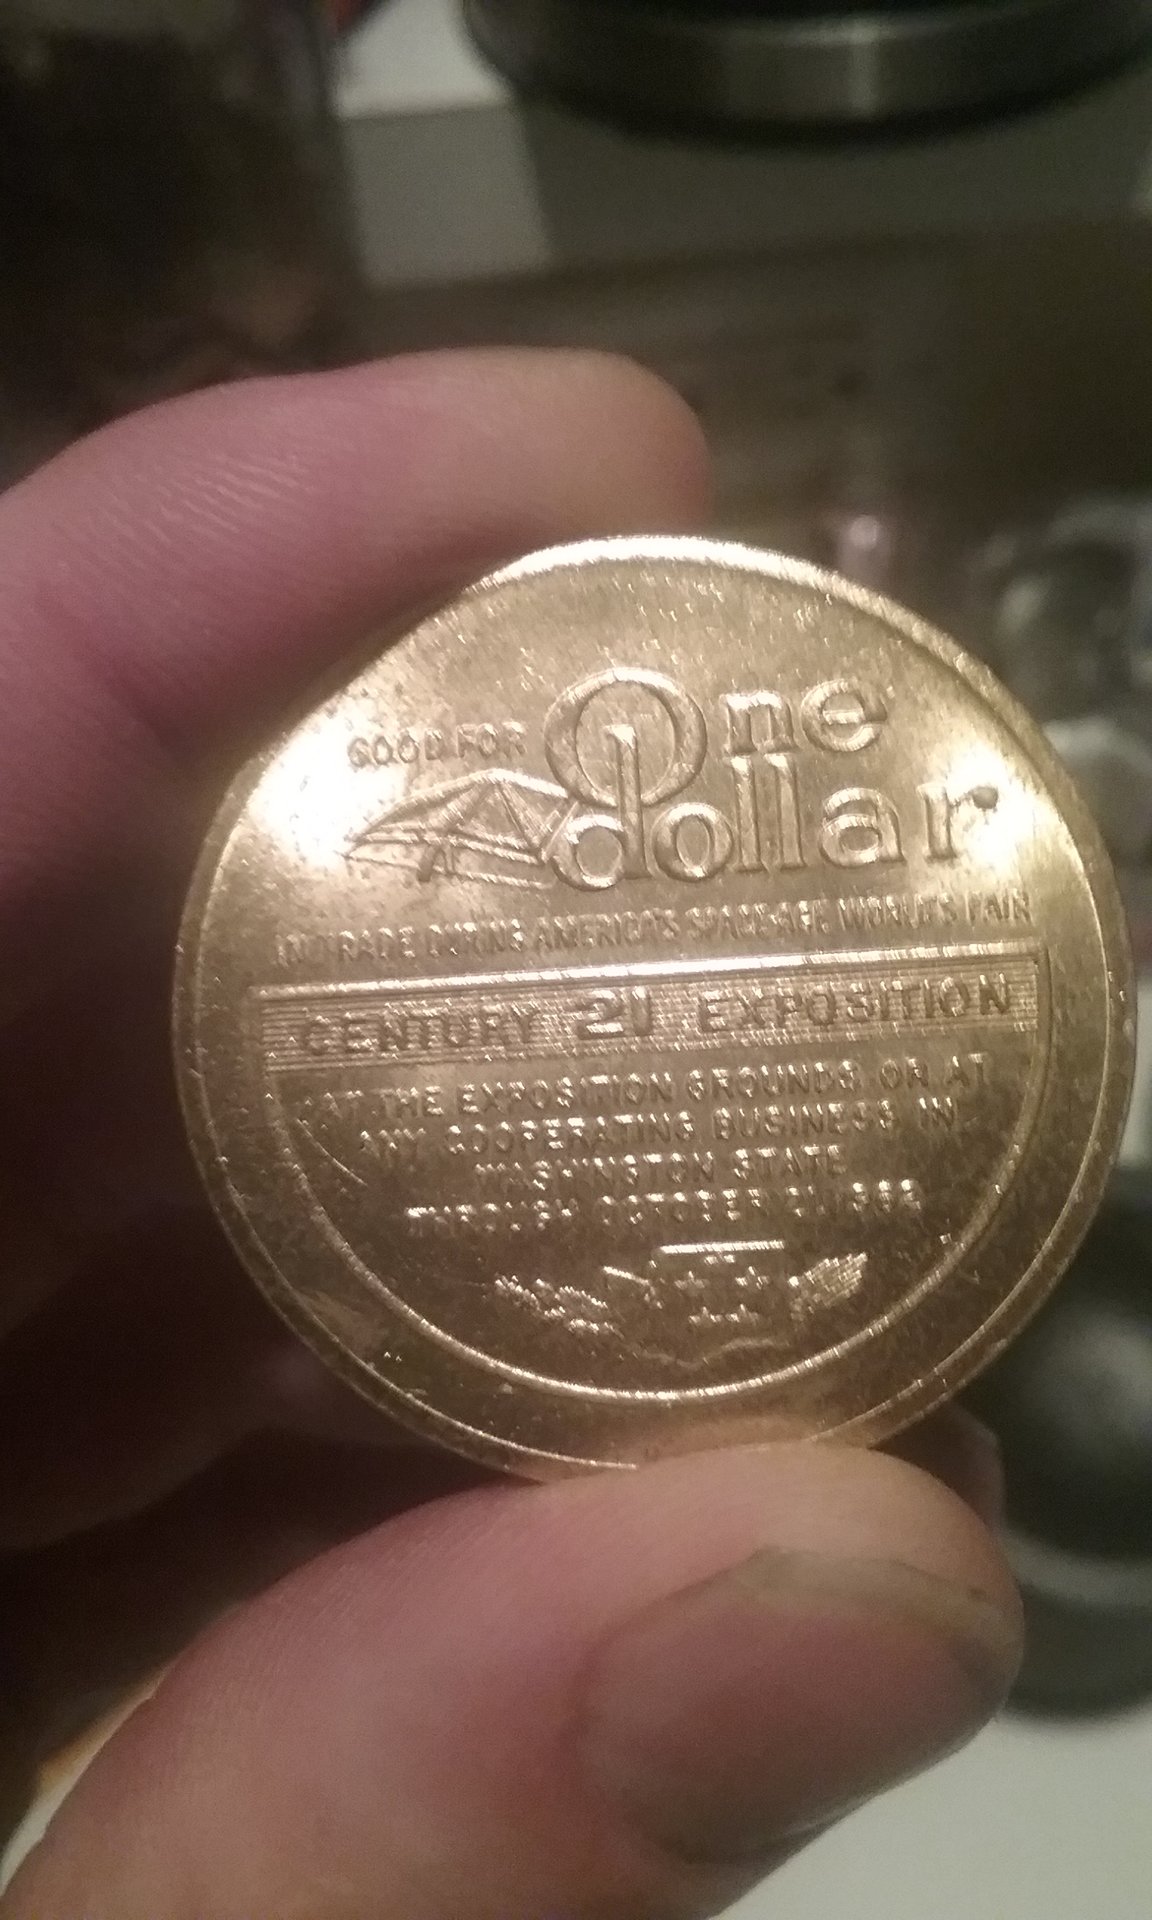 GOOD FOR One
dollar
IN TRADE DURING AMERICA'S SPACE-AGE WORLD'S FAIR
CENTURY 21 EXPOSITION
AT THE EXPOSITION GROUNDS OR AT
ANY COOPERATING BUSINESS IN
WASHINGTON STATE
THROUGH OCTOBER